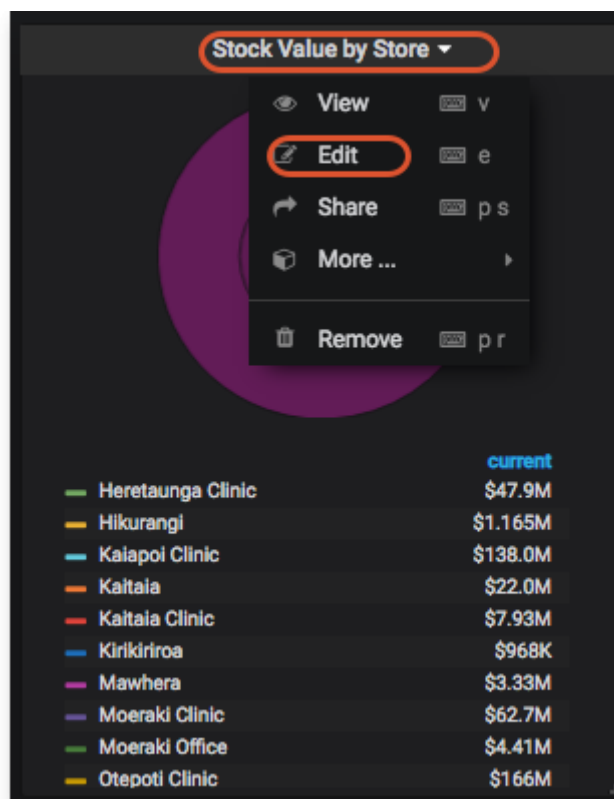 Stock Value by Store
View v
Edit e
Share p s
More ...
Remove p r
current
Heretaunga Clinic $47.9M
Hikurangi $1.165M
Kaiapoi Clinic $138.0M
Kaitaia $22.0M
Kaitaia Clinic $7.93M
Kirikiriroa $968K
Mawhera $3.33M
Moeraki Clinic $62.7M
Moeraki Office $4.41M
Otepoti Clinic $166M